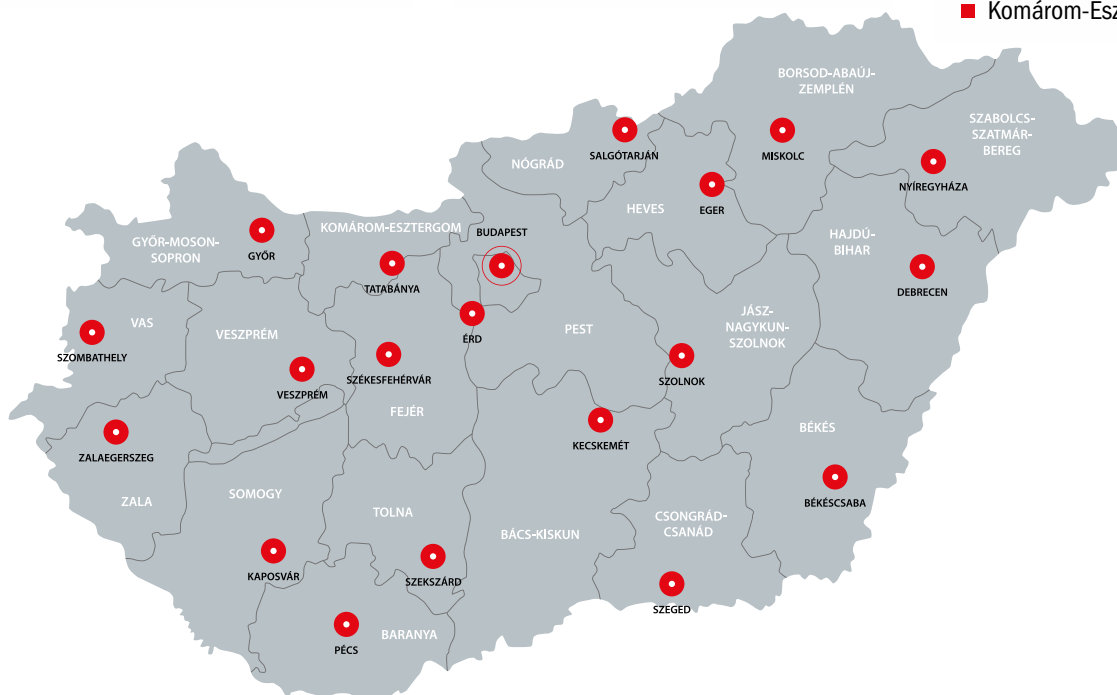 Komárom-Esz
BORSOD-ABAÚJ-
ZEMPLÉN
SZABOLCS-
SZATMÁR-
BEREG
NÓGRÁD
SALGÓTARJÁN
MISKOLC
NYÍREGYHÁZA
HEVES
EGER
KOMÁROM-ESZTERGOM
BUDAPEST
HAJDÚ-
BIHAR
GYŐR-MOSON-
SOPRON
GYŐR
TATABÁNYA
DEBRECEN
VAS
VESZPRÉM
ÉRD
PEST
JÁSZ-
NAGYKUN-
SZOLNOK
SZOMBATHELY
VESZPRÉM
SZÉKESFEHÉRVÁR
SZOLNOK
FEJÉR
KECSKEMÉT
BÉKÉS
ZALAEGERSZEG
ZALA
SOMOGY
TOLNA
BÁCS-KISKUN
CSONGRÁD-
CSANÁD
BÉKÉSCSABA
KAPOSVÁR
SZEKSZÁRD
SZEGED
BARANYA
PÉCS